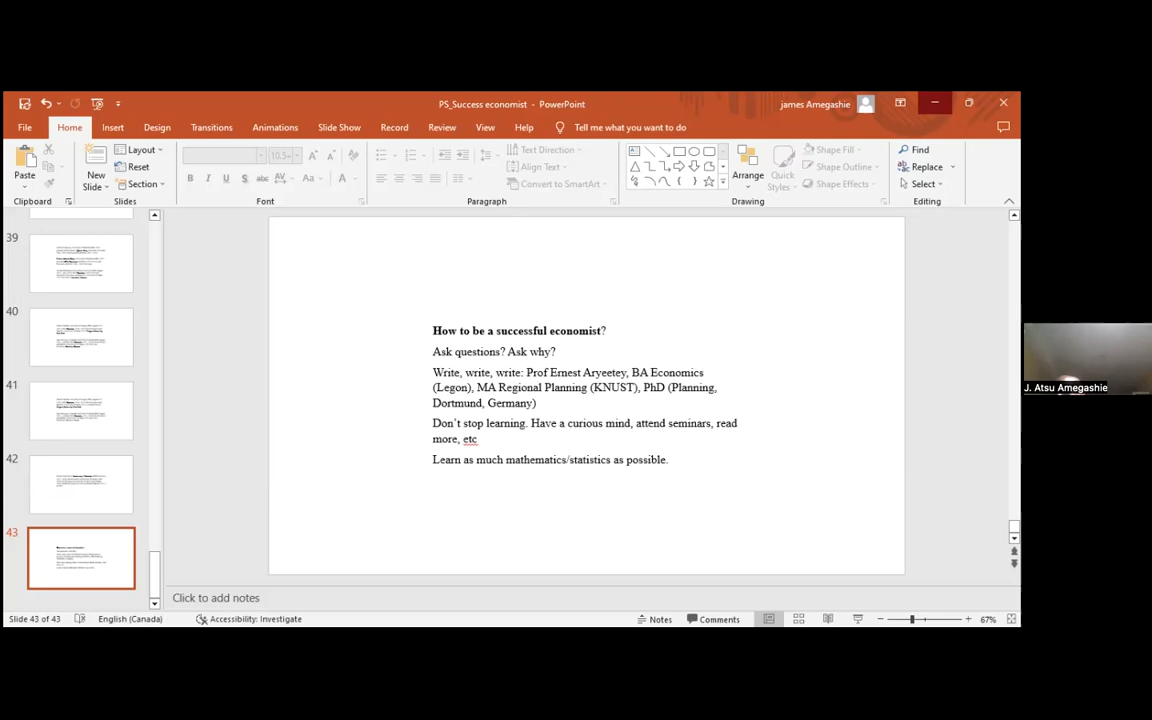 PS_Success economist - PowerPoint
james Amegashie
File Home Insert Design Transitions Animations Slide Show Record Review View Help Tell me what you want to do
Paste
Clipboard
New
Slide
Layout
Reset
Section
Slides
10.5+
B I U S abc AV Aa A
Font
Text Direction
Align Text
Convert to SmartArt
Paragraph
Arrange
Quick
Styles
Shape Fill
Shape Outline
Shape Effects
Drawing
Find
Replace
Select
Editing
39
40
41
42
43
How to be a successful economist?
Ask questions? Ask why?
Write, write, write: Prof Ernest Aryeetey, BA Economics
(Legon), MA Regional Planning (KNUST), PhD (Planning,
Dortmund, Germany)
Don't stop learning. Have a curious mind, attend seminars, read
more, etc
Learn as much mathematics/statistics as possible.
J. Atsu Amegashie
Click to add notes
Slide 43 of 43 English (Canada) Accessibility: Investigate Notes Comments 67%